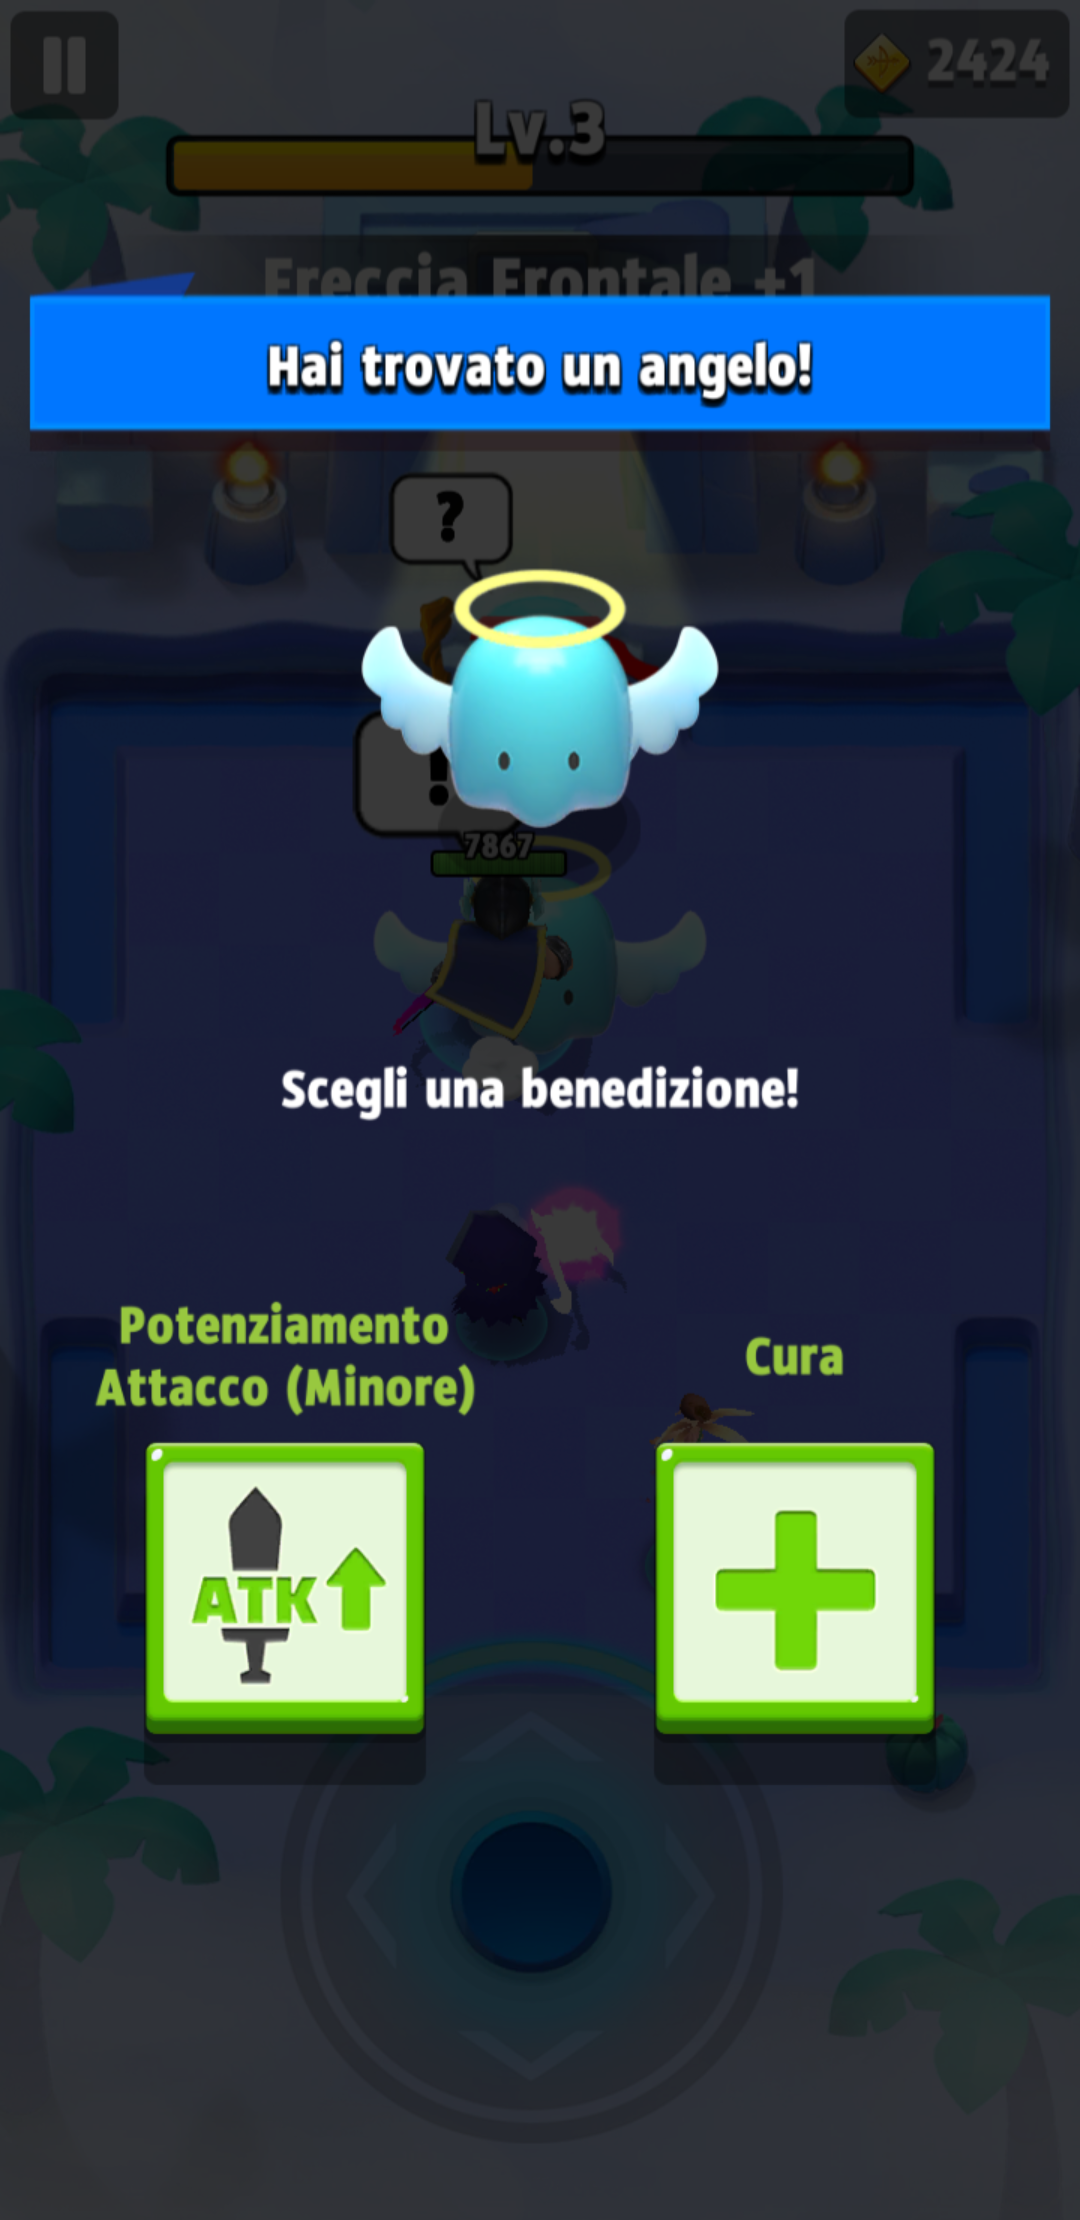 2424
Lv.3
Freccia Frontale +1
Hai trovato un angelo!
?
!
7867
Scegli una benedizione!
Potenziamento
Attacco (Minore)
Cura
ATK